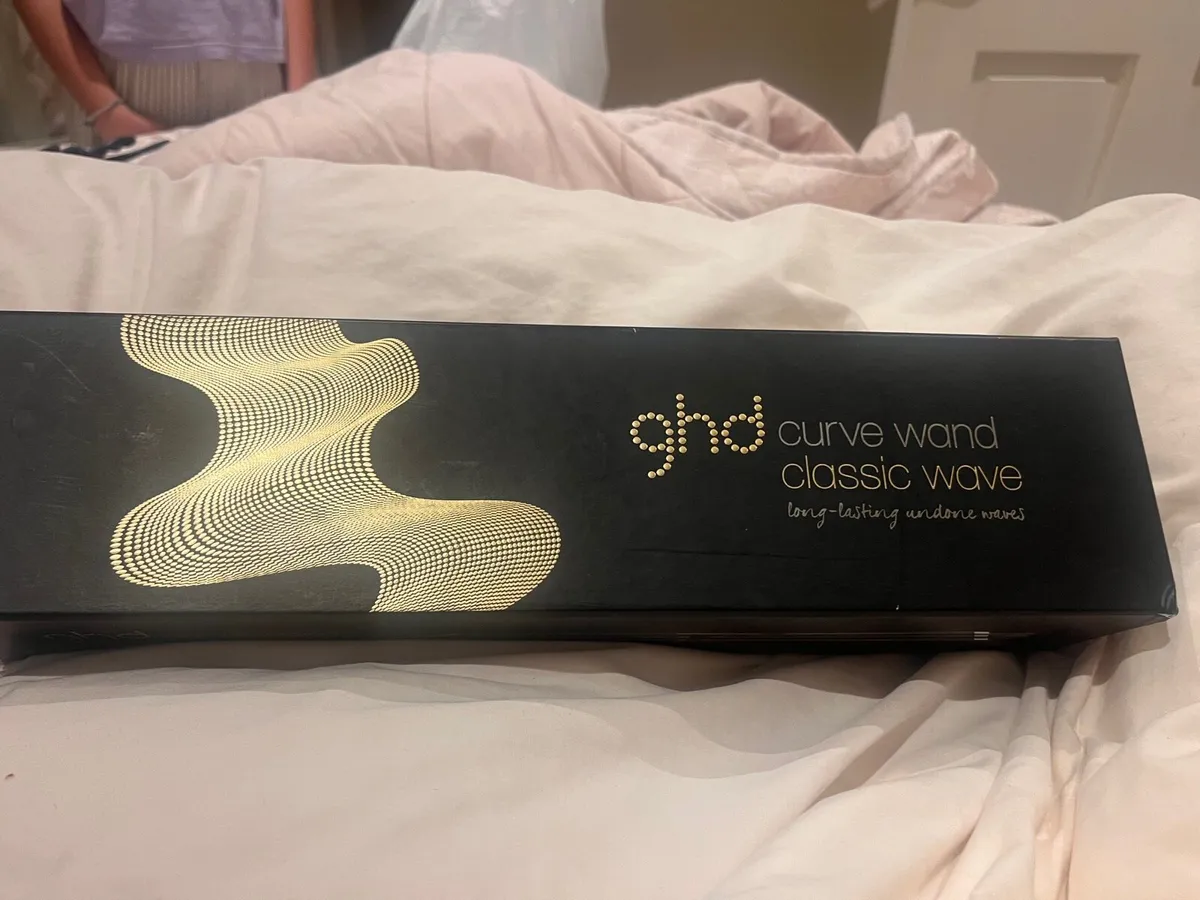 ghd curve wand
classic wave
long-lasting undone waves